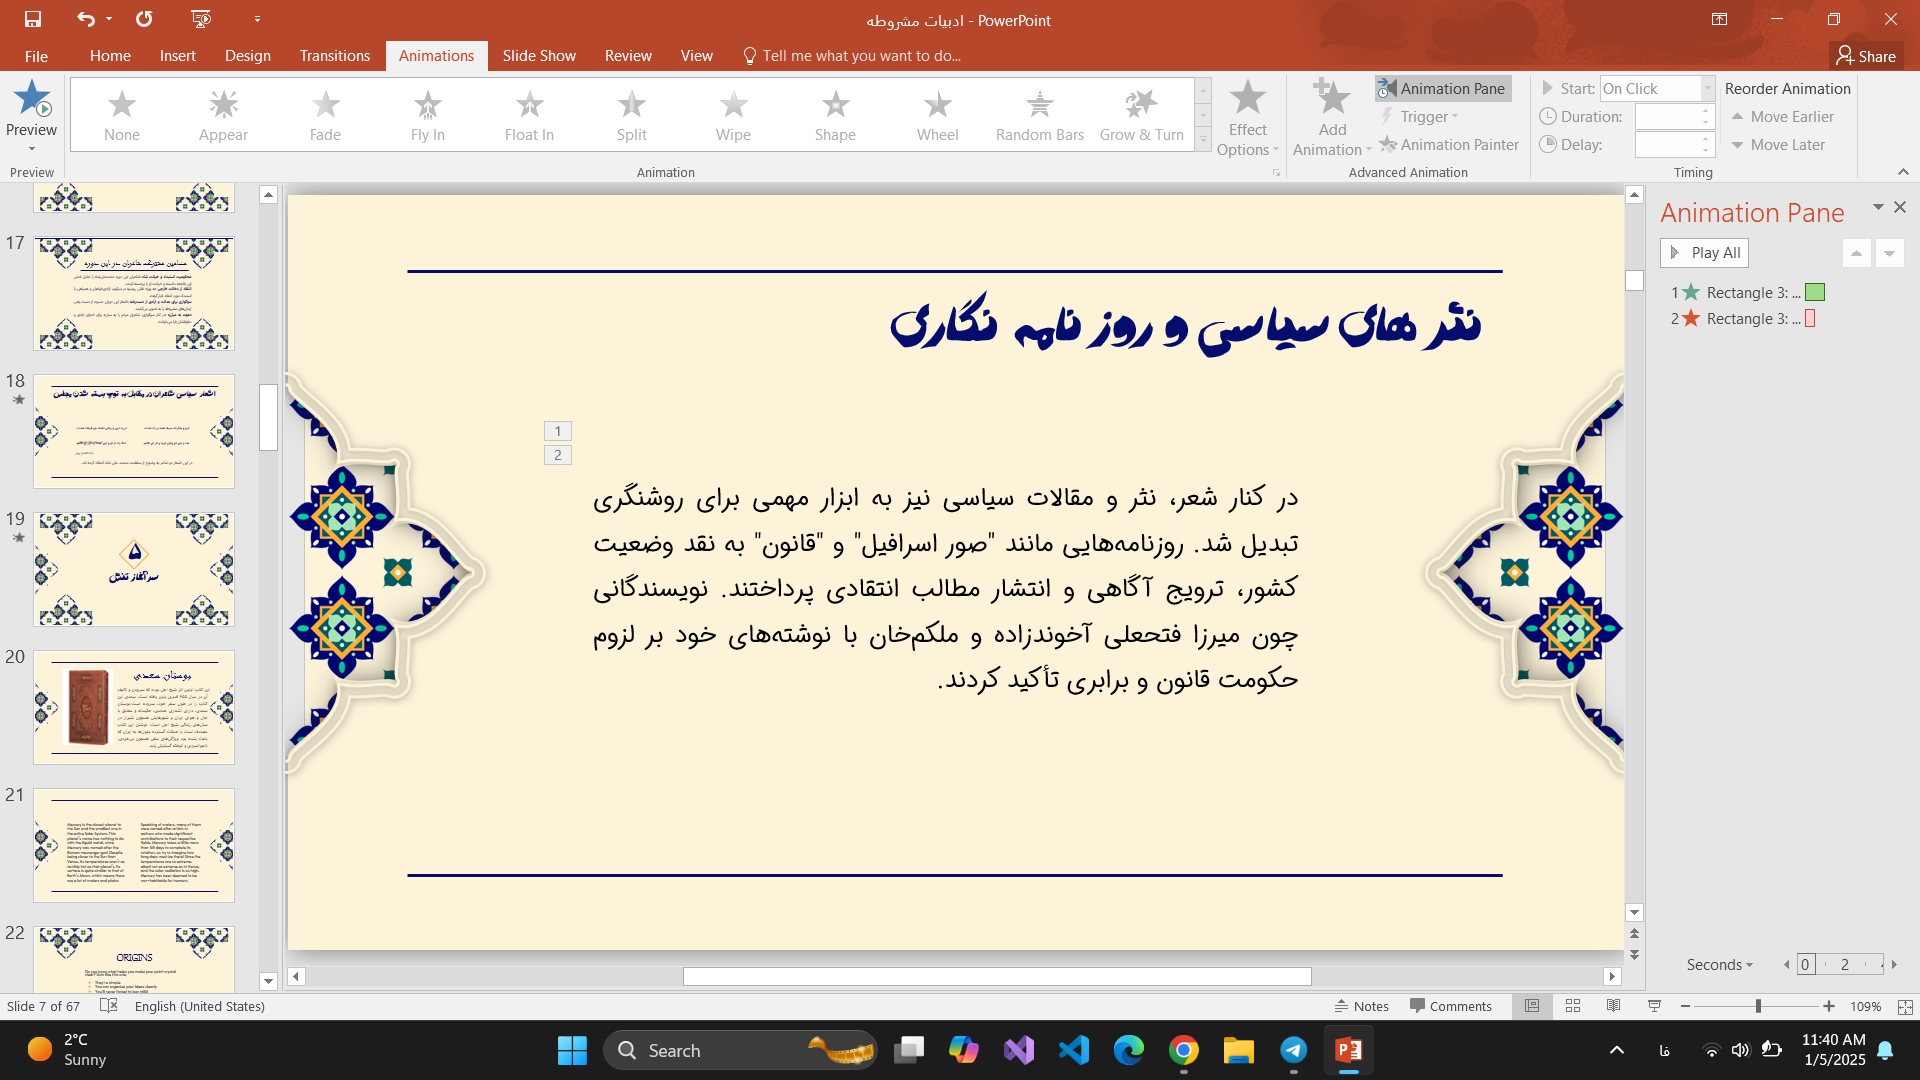 ادبیات مشروطه - PowerPoint
File
Home
Insert
Design
Transitions
Animations
Slide Show
Review
View
Tell me what you want to do...
Share
Preview
None
Appear
Fade
Fly In
Float In
Split
Wipe
Shape
Wheel
Random Bars
Grow & Turn
Effect Options
Add Animation
Animation Pane
Trigger
Animation Painter
Start: On Click
Duration:
Delay:
Reorder Animation
Move Earlier
Move Later
Preview
Animation
Advanced Animation
Timing
17
18
19
۵
سرآغاز تنش
20
بوستان سعدی
21
22
ORIGINS
نثر های سیاسی و روز نامه نگاری
1
2
در کنار شعر، نثر و مقالات سیاسی نیز به ابزار مهمی برای روشنگری
تبدیل شد. روزنامه‌هایی مانند "صور اسرافیل" و "قانون" به نقد وضعیت
کشور، ترویج آگاهی و انتشار مطالب انتقادی پرداختند. نویسندگانی
چون میرزا فتحعلی آخوندزاده و ملکم‌خان با نوشته‌های خود بر لزوم
حکومت قانون و برابری تأکید کردند.
Animation Pane
Play All
1 Rectangle 3: ...
2 Rectangle 3: ...
Seconds
0
2
Slide 7 of 67
English (United States)
Notes
Comments
109%
2°C
Sunny
Search
فا
11:40 AM
1/5/2025